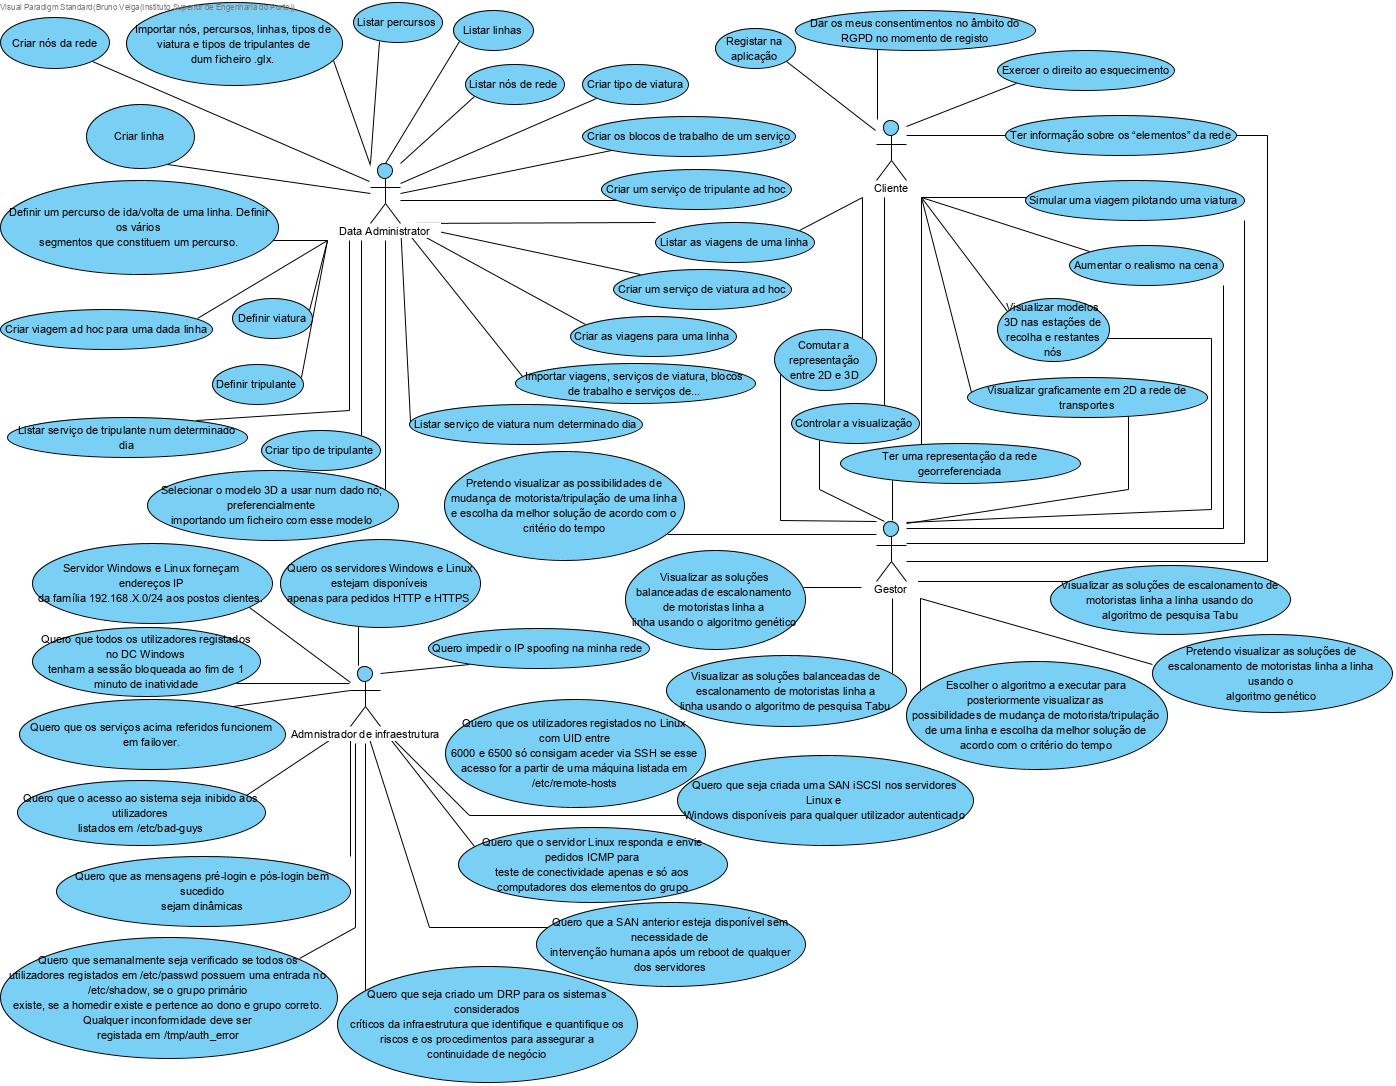 Visual Paradigm Standard(Bruno Veiga(Instituto Superior de Engenharia do Porto))
Criar nós da rede
Importar nós, percursos, linhas, tipos de
viatura e tipos de tripulantes de
dum ficheiro .glx.
Listar percursos
Listar linhas
Listar nós de rede
Criar tipo de viatura
Criar linha
Criar os blocos de trabalho de um serviço
Criar um serviço de tripulante ad hoc
Data Administrator
Definir um percurso de ida/volta de uma linha. Definir
os vários
segmentos que constituem um percurso.
Listar as viagens de uma linha
Criar um serviço de viatura ad hoc
Definir viatura
Criar viagem ad hoc para uma dada linha
Criar as viagens para uma linha
Definir tripulante
Importar viagens, serviços de viatura, blocos
de trabalho e serviços de...
Listar serviço de tripulante num determinado
dia
Listar serviço de viatura num determinado dia
Criar tipo de tripulante
Selecionar o modelo 3D a usar num dado nó,
preferencialmente
importando um ficheiro com esse modelo
Registar na
aplicação
Dar os meus consentimentos no âmbito do
RGPD no momento de registo
Exercer o direito ao esquecimento
Ter informação sobre os “elementos” da rede
Cliente
Simular uma viagem pilotando uma viatura
Aumentar o realismo na cena
Visualizar modelos
3D nas estações de
recolha e restantes
nós
Comutar a
representação
entre 2D e 3D
Visualizar graficamente em 2D a rede de
transportes
Controlar a visualização
Ter uma representação da rede
georreferenciada
Pretendo visualizar as possibilidades de
mudança de motorista/tripulação de uma linha
e escolha da melhor solução de acordo com o
critério do tempo
Gestor
Visualizar as soluções
balanceadas de escalonamento
de motoristas linha a
linha usando o algoritmo genético
Visualizar as soluções de escalonamento de
motoristas linha a linha usando do
algoritmo de pesquisa Tabu
Visualizar as soluções balanceadas de
escalonamento de motoristas linha a
linha usando o algoritmo de pesquisa Tabu
Escolher o algoritmo a executar para
posteriormente visualizar as
possibilidades de mudança de motorista/tripulação
de uma linha e escolha da melhor solução de
acordo com o critério do tempo
Pretendo visualizar as soluções de
escalonamento de motoristas linha a linha
usando o
algoritmo genético
Servidor Windows e Linux forneçam
endereços IP
da família 192.168.X.0/24 aos postos clientes.
Quero os servidores Windows e Linux
estejam disponíveis
apenas para pedidos HTTP e HTTPS
Quero que todos os utilizadores registados
no DC Windows
tenham a sessão bloqueada ao fim de 1
minuto de inatividade
Quero impedir o IP spoofing na minha rede
Quero que os serviços acima referidos funcionem
em failover.
Admnistrador de infraestrutura
Quero que os utilizadores registados no Linux
com UID entre
6000 e 6500 só consigam aceder via SSH se esse
acesso for a partir de uma máquina listada em
/etc/remote-hosts
Quero que o acesso ao sistema seja inibido aos
utilizadores
listados em /etc/bad-guys
Quero que seja criada uma SAN iSCSI nos servidores
Linux e
Windows disponíveis para qualquer utilizador autenticado
Quero que o servidor Linux responda e envie
pedidos ICMP para
teste de conectividade apenas e só aos
computadores dos elementos do grupo
Quero que as mensagens pré-login e pós-login bem
sucedido
sejam dinâmicas
Quero que a SAN anterior esteja disponível sem
necessidade de
intervenção humana após um reboot de qualquer
dos servidores
Quero que semanalmente seja verificado se todos os
utilizadores registados em /etc/passwd possuem uma entrada no
/etc/shadow, se o grupo primário
existe, se a homedir existe e pertence ao dono e grupo correto.
Qualquer inconformidade deve ser
registada em /tmp/auth_error
Quero que seja criado um DRP para os sistemas
considerados
críticos da infraestrutura que identifique e quantifique os
riscos e os procedimentos para assegurar a
continuidade de negócio